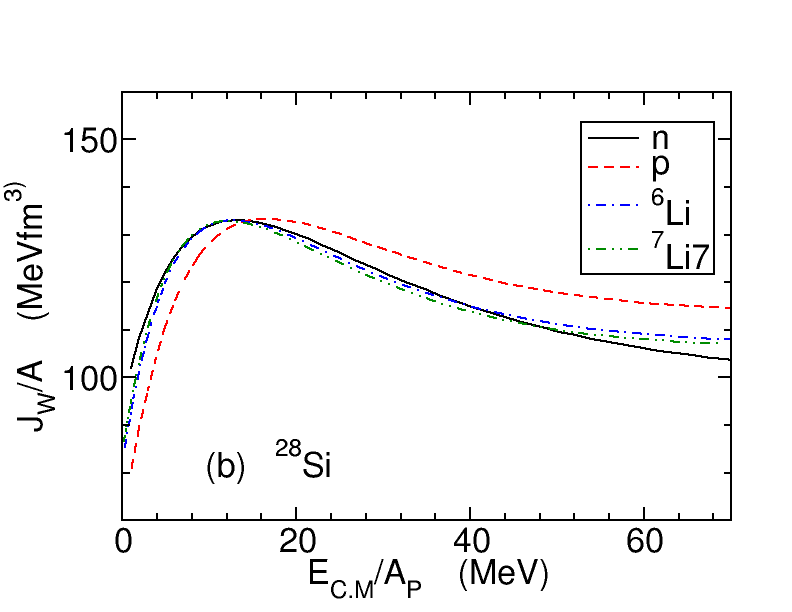 150
100
J_W/A (MeVfm^3)
n
p
^6Li
^7Li7
(b) ^28Si
0 20 40 60
E_C.M/A_P (MeV)